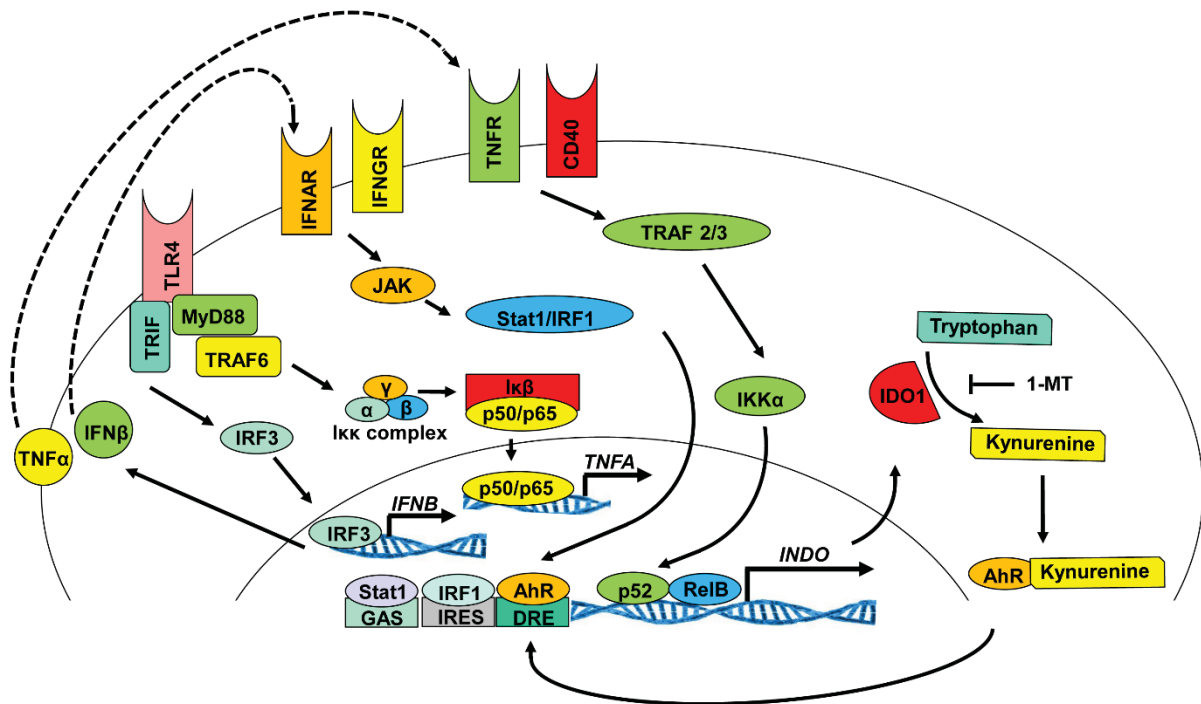 TNFR
CD40
IFNAR
IFNGR
TLR4
TRAF 2/3
JAK
Stat1/IRF1
TRIF
MyD88
TRAF6
Tryptophan
IDO1
1-MT
Kynurenine
γ
α
β
Iκκ complex
Iκβ
p50/p65
IKKα
IFNβ
TNFα
IRF3
p50/p65
TNFA
IRF3
IFNB
INDO
Stat1
GAS
IRF1
IRES
AhR
DRE
p52
RelB
AhR
Kynurenine